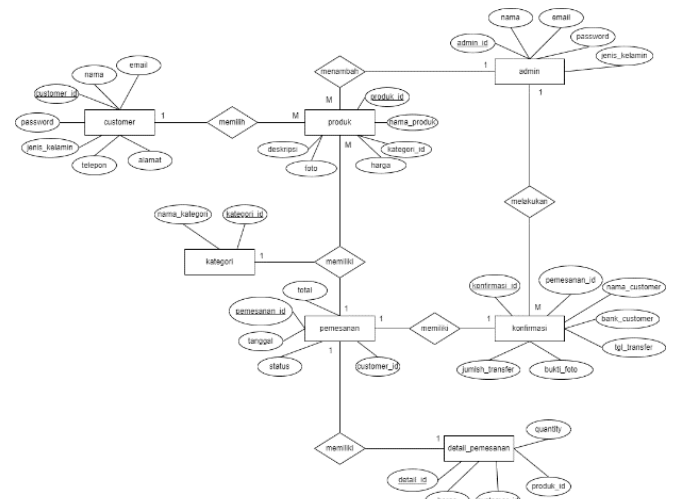 nama
email
admin_id
password
jenis_kelamin
admin
menambah
1
M
1
nama
email
customer_id
password
customer
jenis_kelamin
telepon
alamat
1
memilih
M
produk
produk_id
nama_produk
deskripsi
foto
M
harga
kategori_id
melakukan
nama_kategori
kategori_id
kategori
1
memiliki
total
1
pemesanan_id
tanggal
status
pemesanan
customer_id
1
1
memiliki
1
M
konfirmasi_id
pemesanan_id
nama_customer
bank_customer
tgl_transfer
konfirmasi
jumlsh_transfer
bukti_foto
memiliki
1
detail_pemesanan
quantity
detail_id
produk_id